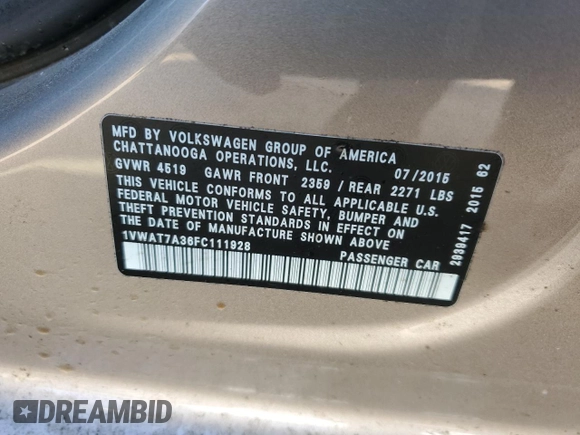 MFD BY VOLKSWAGEN GROUP OF AMERICA
CHATTANOOGA OPERATIONS, LLC. 07/2015
GVWR 4519 GAWR FRONT 2359 / REAR 2271 LBS
THIS VEHICLE CONFORMS TO ALL APPLICABLE U.S.
FEDERAL MOTOR VEHICLE SAFETY, BUMPER AND
THEFT PREVENTION STANDARDS IN EFFECT ON
THE DATE OF MANUFACTURE SHOWN ABOVE
1VWAT7A36FC111928 PASSENGER CAR
2939417 2015 62
DREAMBID